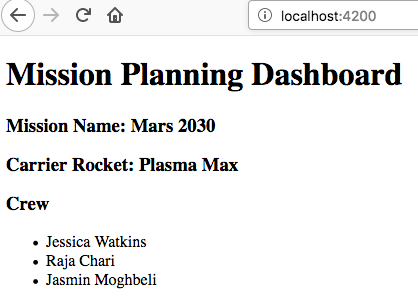 localhost:4200
Mission Planning Dashboard
Mission Name: Mars 2030
Carrier Rocket: Plasma Max
Crew
Jessica Watkins
Raja Chari
Jasmin Moghbeli